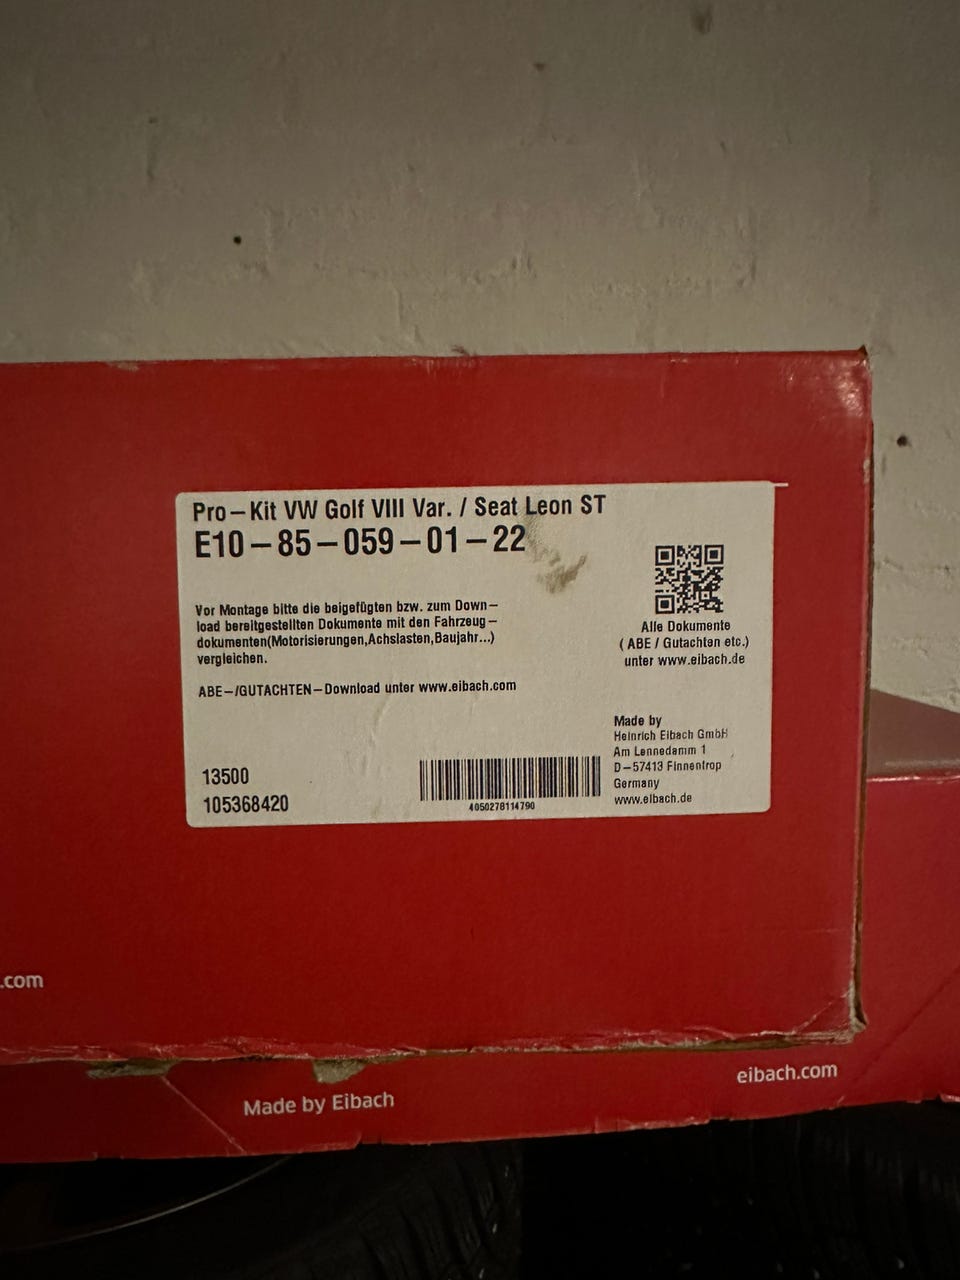 Pro-Kit VW Golf VIII Var. / Seat Leon ST
E10-85-059-01-22
Vor Montage bitte die beigefügten bzw. zum Down-
load bereitgestellten Dokumente mit den Fahrzeug-
dokumenten(Motorisierungen,Achslasten,Baujahr...)
vergleichen.
ABE-/GUTACHTEN-Download unter www.eibach.com
Alle Dokumente
( ABE / Gutachten etc.)
unter www.eibach.de
13500
105368420
4050278114790
Made by
Heinrich Eibach GmbH
Am Lennedamm 1
D-57413 Finnentrop
Germany
www.eibach.de
.com
Made by Eibach
eibach.com